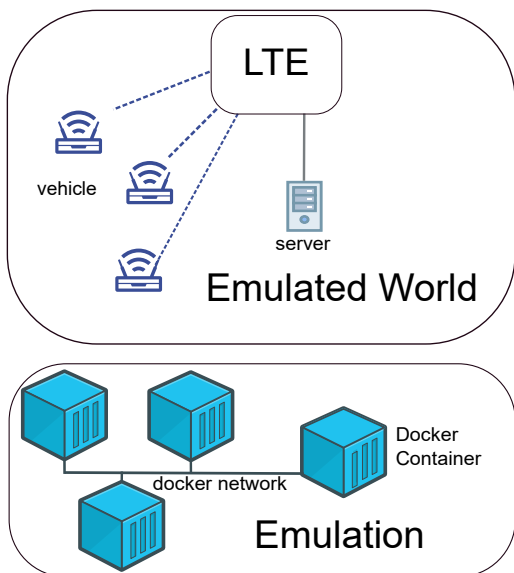 LTE
vehicle
server
Emulated World
Docker
Container
docker network
Emulation